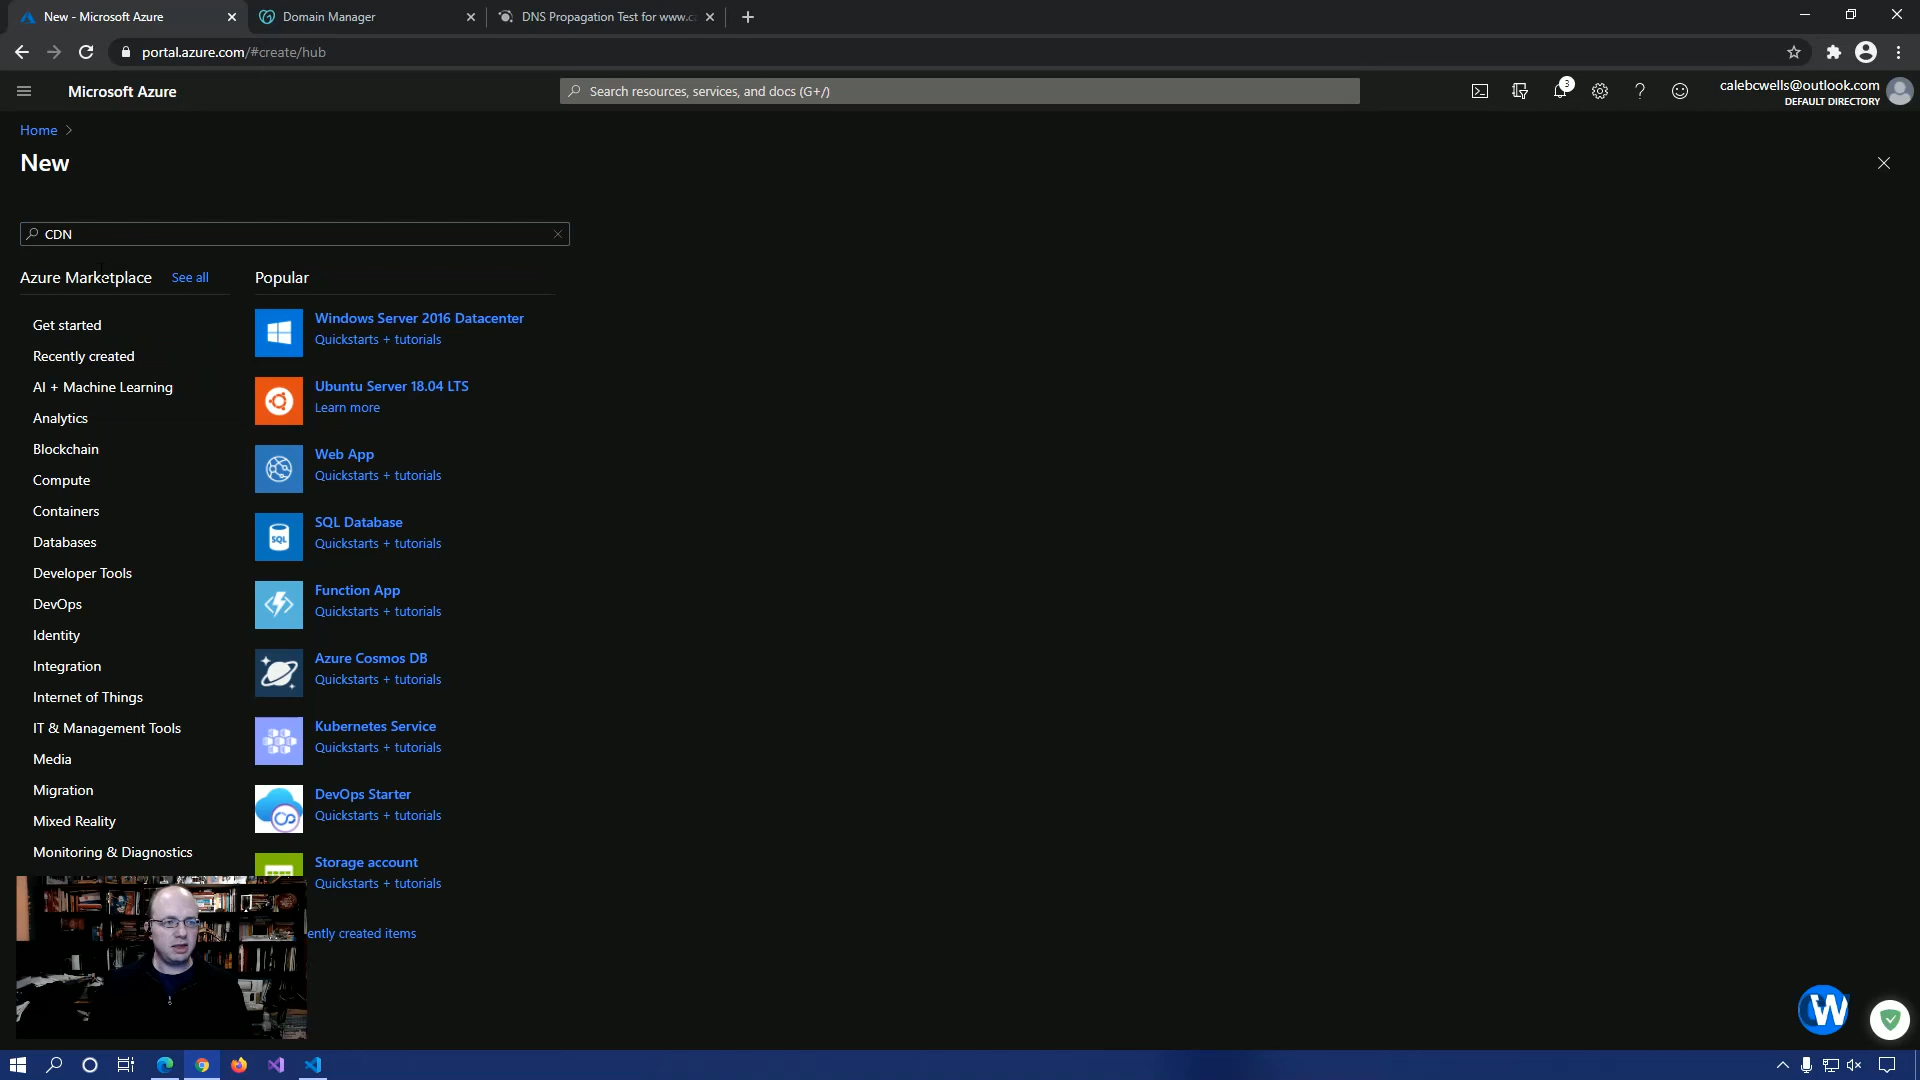 New - Microsoft Azure
Domain Manager
DNS Propagation Test for www.c
portal.azure.com/#create/hub
Microsoft Azure
Search resources, services, and docs (G+/)
3
calebcwells@outlook.com
DEFAULT DIRECTORY
Home
New
CDN
Azure Marketplace See all
Popular
Get started
Recently created
AI + Machine Learning
Analytics
Blockchain
Compute
Containers
Databases
Developer Tools
DevOps
Identity
Integration
Internet of Things
IT & Management Tools
Media
Migration
Mixed Reality
Monitoring & Diagnostics
Windows Server 2016 Datacenter
Quickstarts + tutorials
Ubuntu Server 18.04 LTS
Learn more
Web App
Quickstarts + tutorials
SQL Database
SQL
Quickstarts + tutorials
Function App
Quickstarts + tutorials
Azure Cosmos DB
Quickstarts + tutorials
Kubernetes Service
Quickstarts + tutorials
DevOps Starter
Quickstarts + tutorials
Storage account
Quickstarts + tutorials
ently created items
W